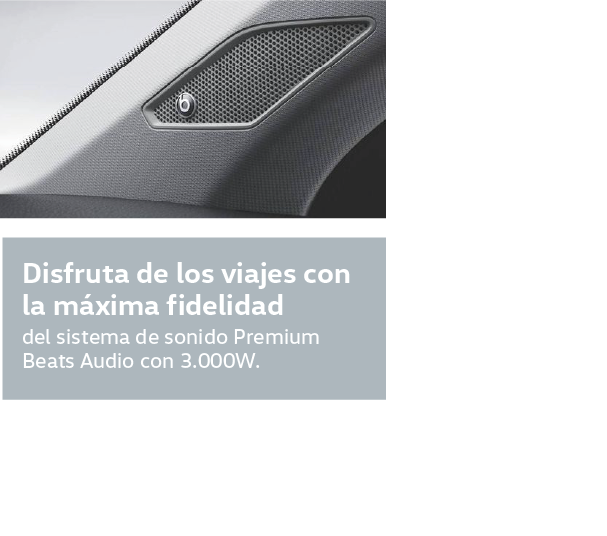 Disfruta de los viajes con
la máxima fidelidad
del sistema de sonido Premium
Beats Audio con 3.000W.